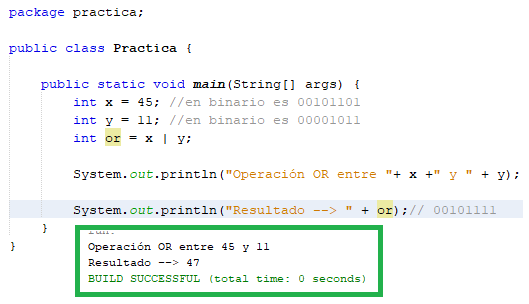 package practica;
public class Practica {
public static void main(String[] args) {
int x = 45; //en binario es 00101101
int y = 11; //en binario es 00001011
int or = x | y;
System.out.println("Operación OR entre "+ x +" y " + y);
System.out.println("Resultado --> " + or);// 00101111
}
}
run:
Operación OR entre 45 y 11
Resultado --> 47
BUILD SUCCESSFUL (total time: 0 seconds)